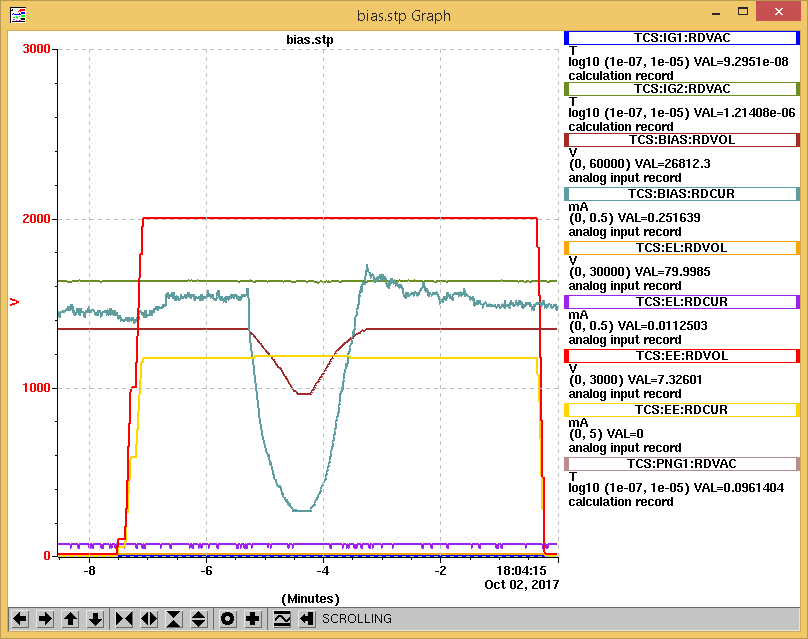 bias.stp Graph
bias.stp
3000
2000
1000
0
V
-8
-6
-4
-2
18:04:15
Oct 02, 2017
(Minutes)
TCS:IG1:RDVAC
T
log10 (1e-07, 1e-05) VAL=9.2951e-08
calculation record
TCS:IG2:RDVAC
T
log10 (1e-07, 1e-05) VAL=1.21408e-06
calculation record
TCS:BIAS:RDVOL
V
(0, 60000) VAL=26812.3
analog input record
TCS:BIAS:RDCUR
mA
(0, 0.5) VAL=0.251639
analog input record
TCS:EL:RDVOL
V
(0, 30000) VAL=79.9985
analog input record
TCS:EL:RDCUR
mA
(0, 0.5) VAL=0.0112503
analog input record
TCS:EE:RDVOL
V
(0, 3000) VAL=7.32601
analog input record
TCS:EE:RDCUR
mA
(0, 5) VAL=0
analog input record
TCS:PNG1:RDVAC
T
log10 (1e-07, 1e-05) VAL=0.0961404
calculation record
SCROLLING